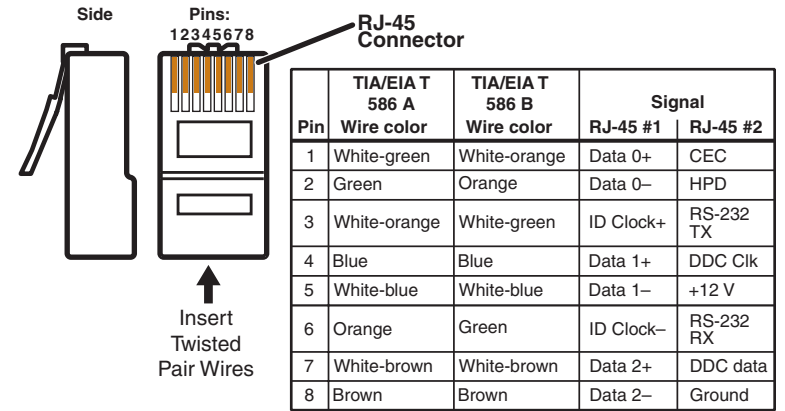 Side
Pins:
12345678
RJ-45
Connector
TIA/EIA T
586 A
TIA/EIA T
586 B
Signal
Pin Wire color Wire color RJ-45 #1 RJ-45 #2
1 White-green White-orange Data 0+ CEC
2 Green Orange Data 0– HPD
3 White-orange White-green ID Clock+ RS-232
TX
4 Blue Blue Data 1+ DDC Clk
5 White-blue White-blue Data 1– +12 V
6 Orange Green ID Clock– RS-232
RX
7 White-brown White-brown Data 2+ DDC data
8 Brown Brown Data 2– Ground
Insert
Twisted
Pair Wires